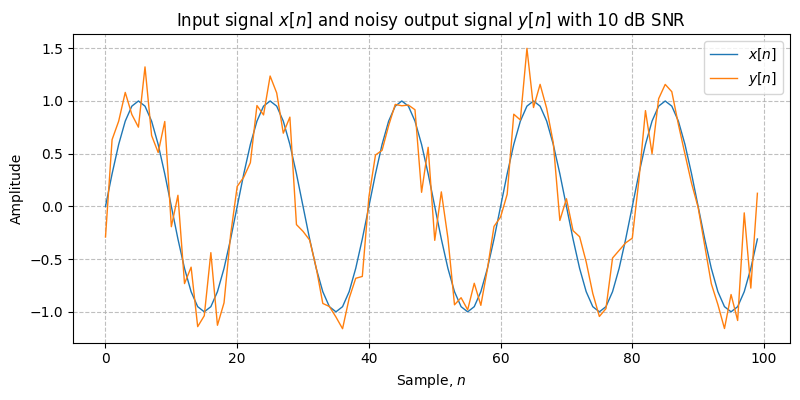 Input signal x[n] and noisy output signal y[n] with 10 dB SNR
x[n]
y[n]
Amplitude
1.5
1.0
0.5
0.0
−0.5
−1.0
0 20 40 60 80 100
Sample, n